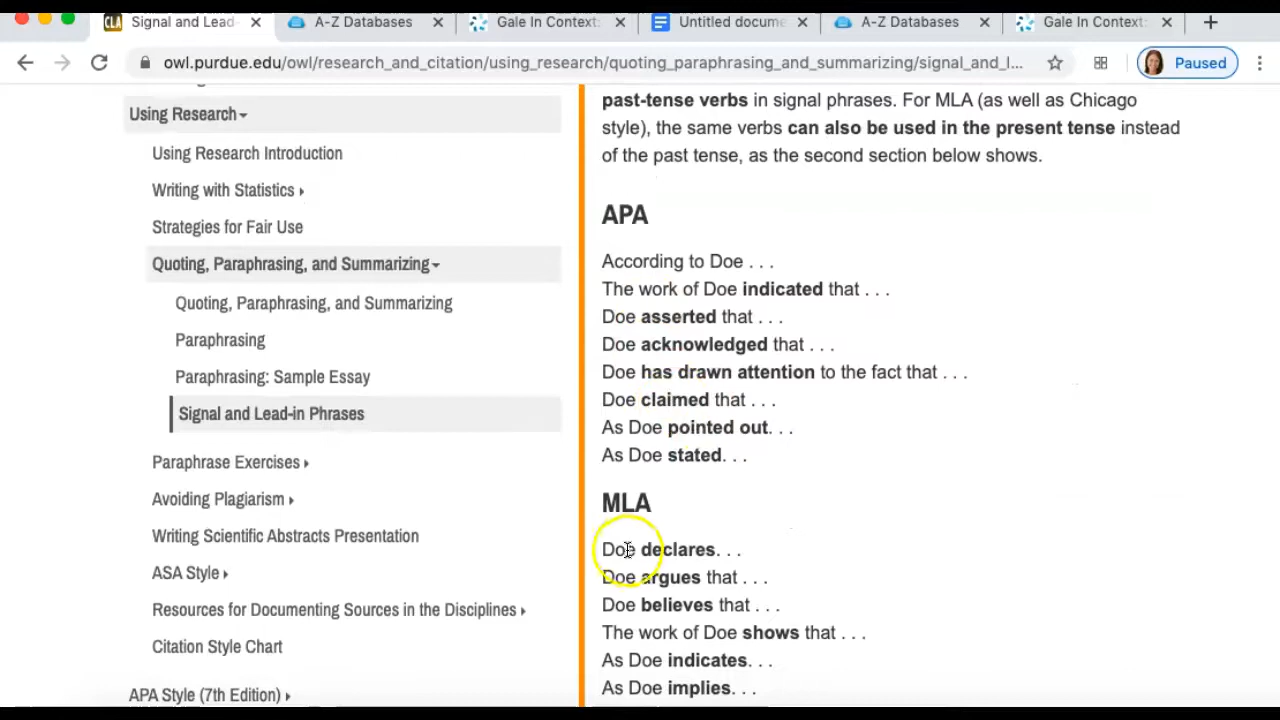 Signal and Lead-
A-Z Databases
Gale In Context:
Untitled docume
A-Z Databases
Gale In Context:
owl.purdue.edu/owl/research_and_citation/using_research/quoting_paraphrasing_and_summarizing/signal_and_l...
Paused
Using Research
Using Research Introduction
Writing with Statistics
Strategies for Fair Use
Quoting, Paraphrasing, and Summarizing
Quoting, Paraphrasing, and Summarizing
Paraphrasing
Paraphrasing: Sample Essay
Signal and Lead-in Phrases
Paraphrase Exercises
Avoiding Plagiarism
Writing Scientific Abstracts Presentation
ASA Style
Resources for Documenting Sources in the Disciplines
Citation Style Chart
APA Style (7th Edition)
past-tense verbs in signal phrases. For MLA (as well as Chicago
style), the same verbs can also be used in the present tense instead
of the past tense, as the second section below shows.
APA
According to Doe . . .
The work of Doe indicated that . . .
Doe asserted that . . .
Doe acknowledged that . . .
Doe has drawn attention to the fact that . . .
Doe claimed that . . .
As Doe pointed out. . .
As Doe stated. . .
MLA
Doe declares. . .
Doe argues that . . .
Doe believes that . . .
The work of Doe shows that . . .
As Doe indicates. . .
As Doe implies. . .